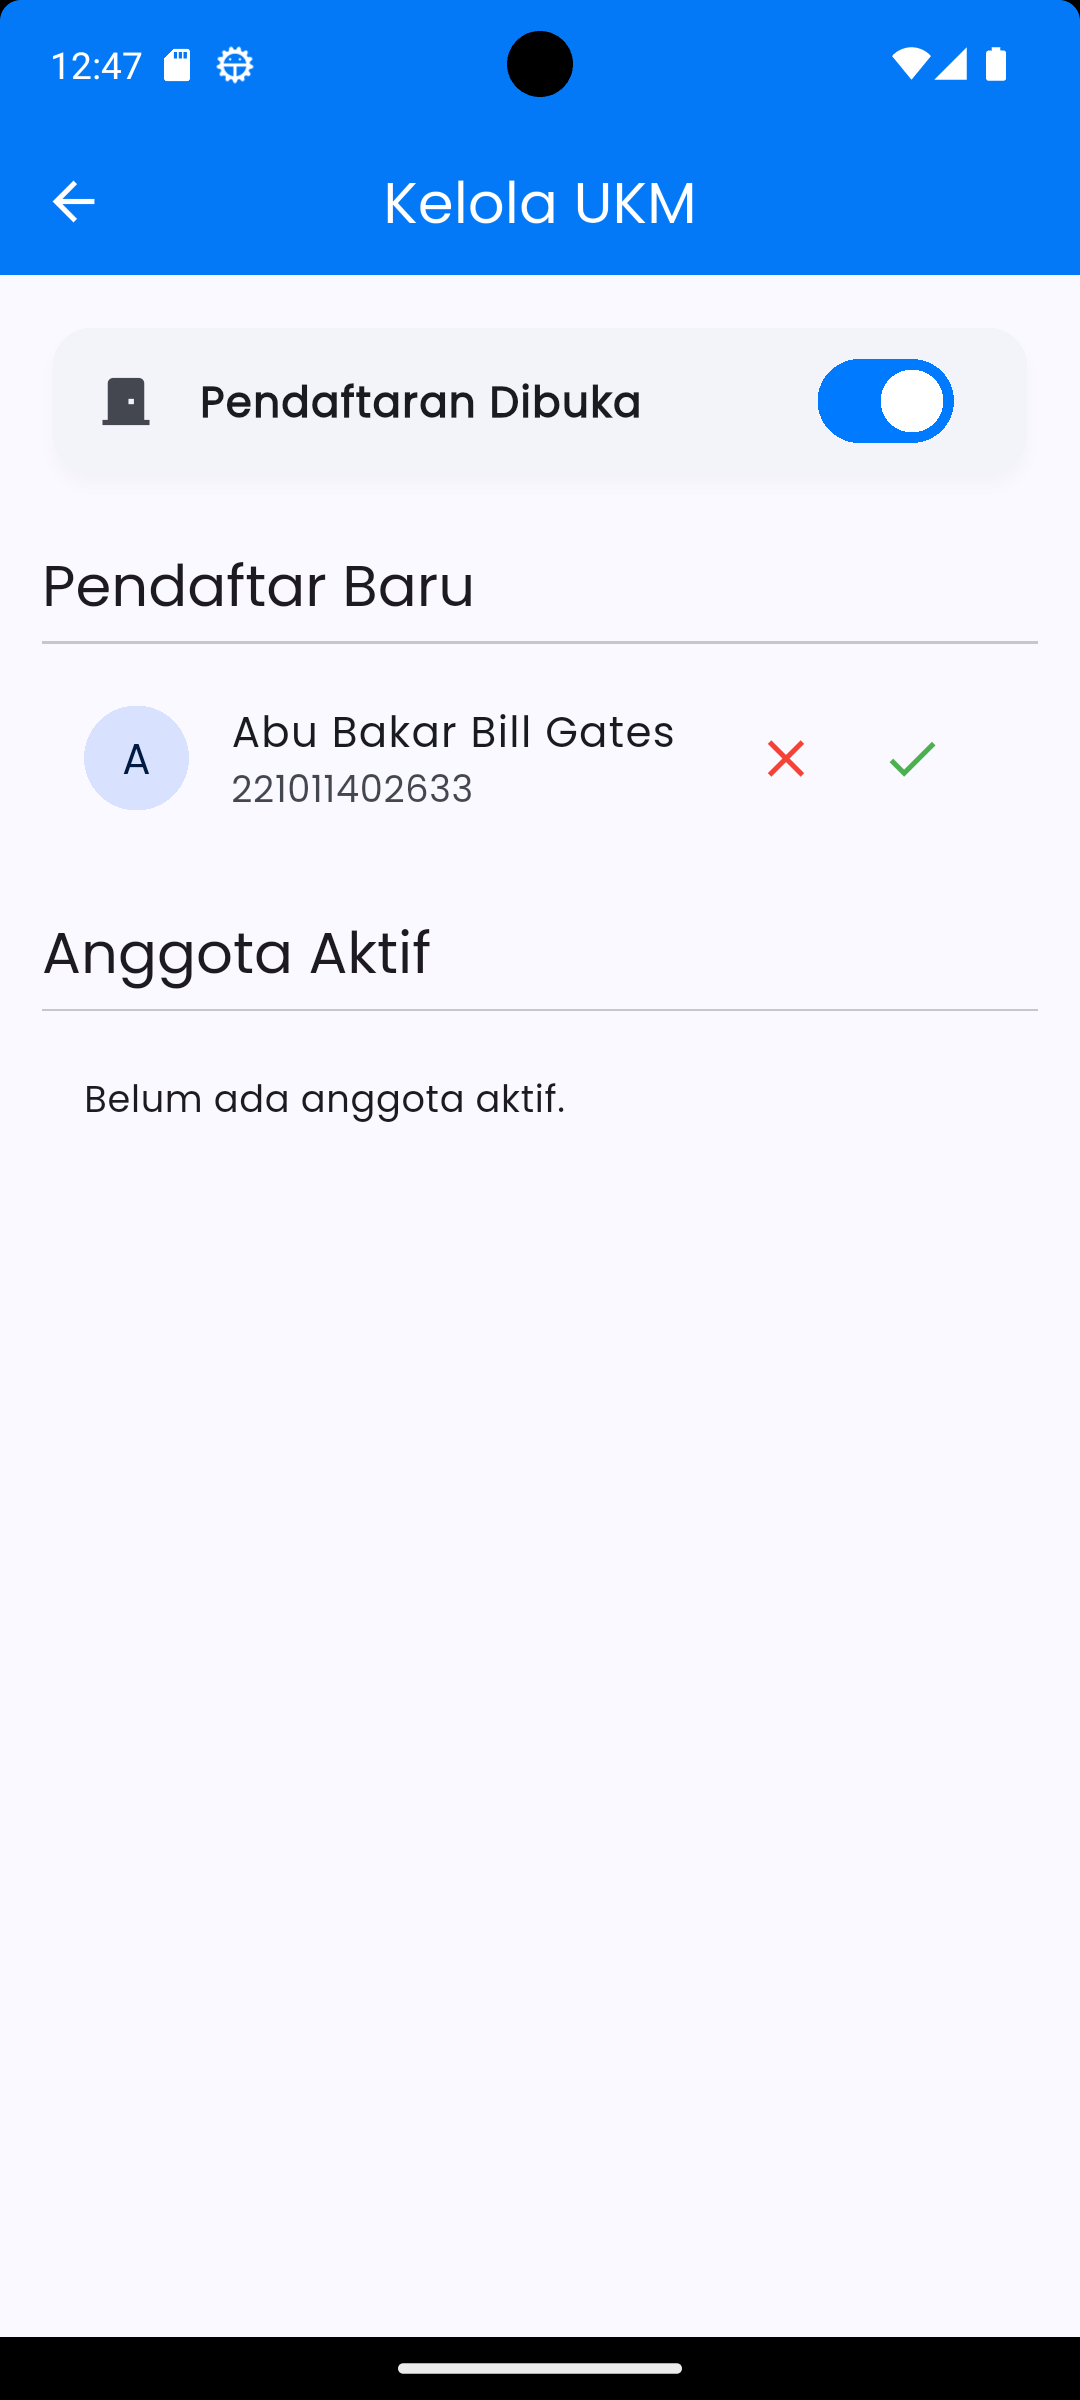 12:47
Kelola UKM
Pendaftaran Dibuka
Pendaftar Baru
A
Abu Bakar Bill Gates
221011402633
Anggota Aktif
Belum ada anggota aktif.